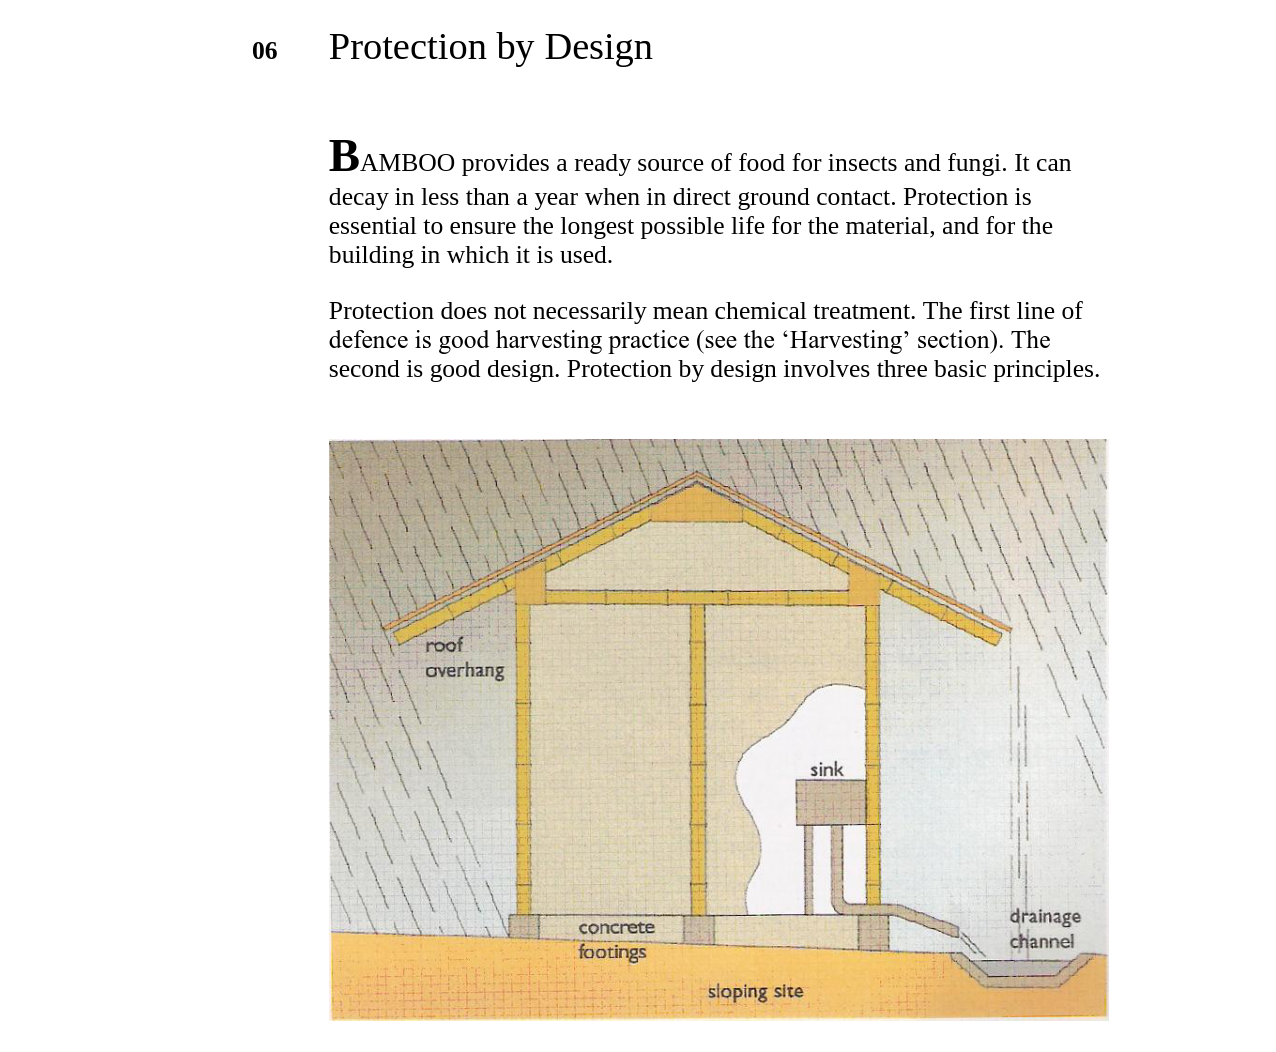 06 Protection by Design
BAMBOO provides a ready source of food for insects and fungi. It can
decay in less than a year when in direct ground contact. Protection is
essential to ensure the longest possible life for the material, and for the
building in which it is used.
Protection does not necessarily mean chemical treatment. The first line of
defence is good harvesting practice (see the ‘Harvesting’ section). The
second is good design. Protection by design involves three basic principles.
roof
overhang
sink
concrete
footings
drainage
channel
sloping site